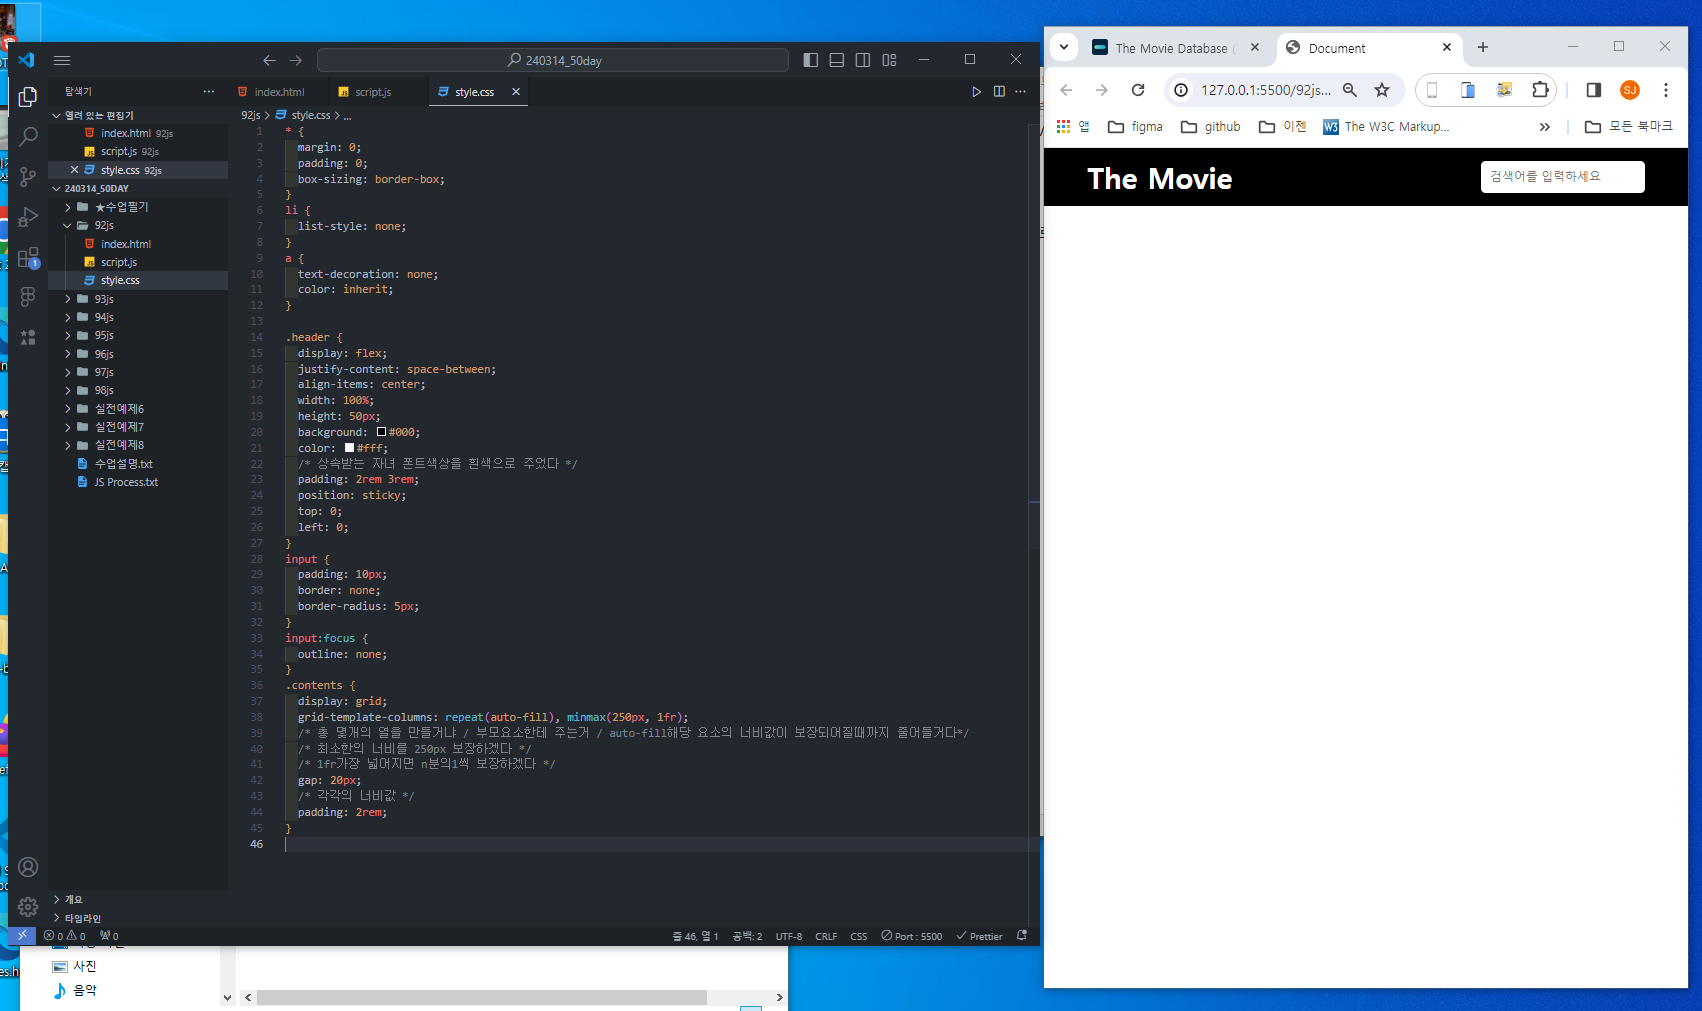 240314_50day
탐색기
열려 있는 편집기
index.html 92js
script.js 92js
style.css 92js
240314_50DAY
★수업필기
92js
index.html
script.js
style.css
93js
94js
95js
96js
97js
98js
실전예제6
실전예제7
실전예제8
수업설명.txt
JS Process.txt
개요
타임라인
index.html
script.js
style.css
92js > style.css > ...
1 * {
2 margin: 0;
3 padding: 0;
4 box-sizing: border-box;
5 }
6 li {
7 list-style: none;
8 }
9 a {
10 text-decoration: none;
11 color: inherit;
12 }
13
14 .header {
15 display: flex;
16 justify-content: space-between;
17 align-items: center;
18 width: 100%;
19 height: 50px;
20 background: #000;
21 color: #fff;
22 /* 상속받는 자녀 폰트색상을 흰색으로 주었다 */
23 padding: 2rem 3rem;
24 position: sticky;
25 top: 0;
26 left: 0;
27 }
28 input {
29 padding: 10px;
30 border: none;
31 border-radius: 5px;
32 }
33 input:focus {
34 outline: none;
35 }
36 .contents {
37 display: grid;
38 grid-template-columns: repeat(auto-fill), minmax(250px, 1fr);
39 /* 총 몇개의 열을 만들거냐 / 부모요소한테 주는거 / auto-fill해당 요소의 너비값이 보장되어질때까지 줄어들거다*/
40 /* 최소한의 너비를 250px 보장하겠다 */
41 /* 1fr가장 넓어지면 n분의1씩 보장하겠다 */
42 gap: 20px;
43 /* 각각의 너비값 */
44 padding: 2rem;
45 }
46
0 0 0
줄 46, 열 1 공백: 2 UTF-8 CRLF CSS Port : 5500 Prettier
사진
음악
The Movie Database (
Document
127.0.0.1:5500/92js...
SJ
앱 figma github 이젠 The W3C Markup... 모든 북마크
The Movie
검색어를 입력하세요